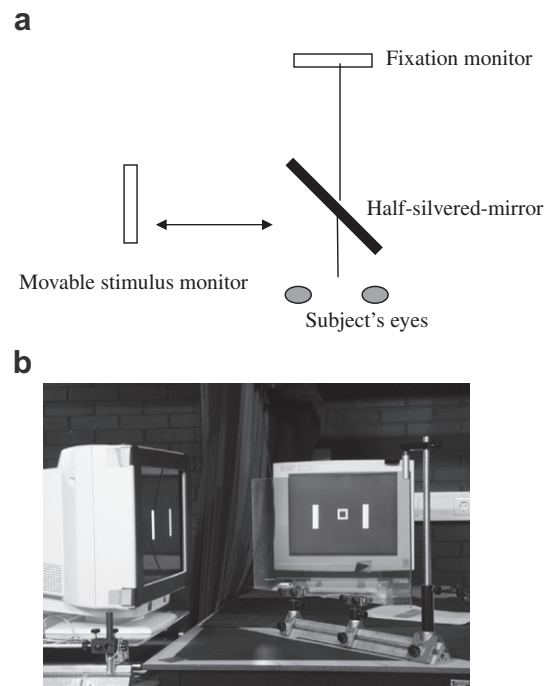 a
Fixation monitor
Half-silvered-mirror
Movable stimulus monitor
Subject's eyes
b